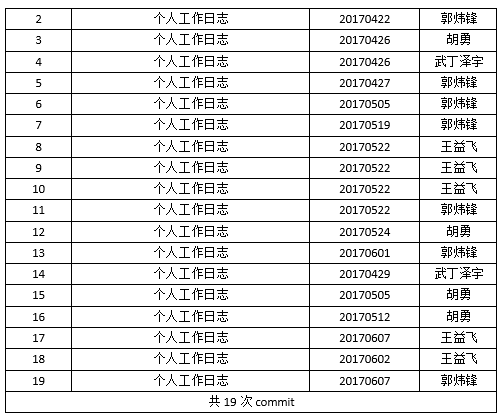 2 个人工作日志 20170422 郭炜锋
3 个人工作日志 20170426 胡勇
4 个人工作日志 20170426 武丁泽宇
5 个人工作日志 20170427 郭炜锋
6 个人工作日志 20170505 郭炜锋
7 个人工作日志 20170519 郭炜锋
8 个人工作日志 20170522 王益飞
9 个人工作日志 20170522 王益飞
10 个人工作日志 20170522 王益飞
11 个人工作日志 20170522 郭炜锋
12 个人工作日志 20170524 胡勇
13 个人工作日志 20170601 郭炜锋
14 个人工作日志 20170429 武丁泽宇
15 个人工作日志 20170505 胡勇
16 个人工作日志 20170512 胡勇
17 个人工作日志 20170607 王益飞
18 个人工作日志 20170602 王益飞
19 个人工作日志 20170607 郭炜锋
共 19 次 commit